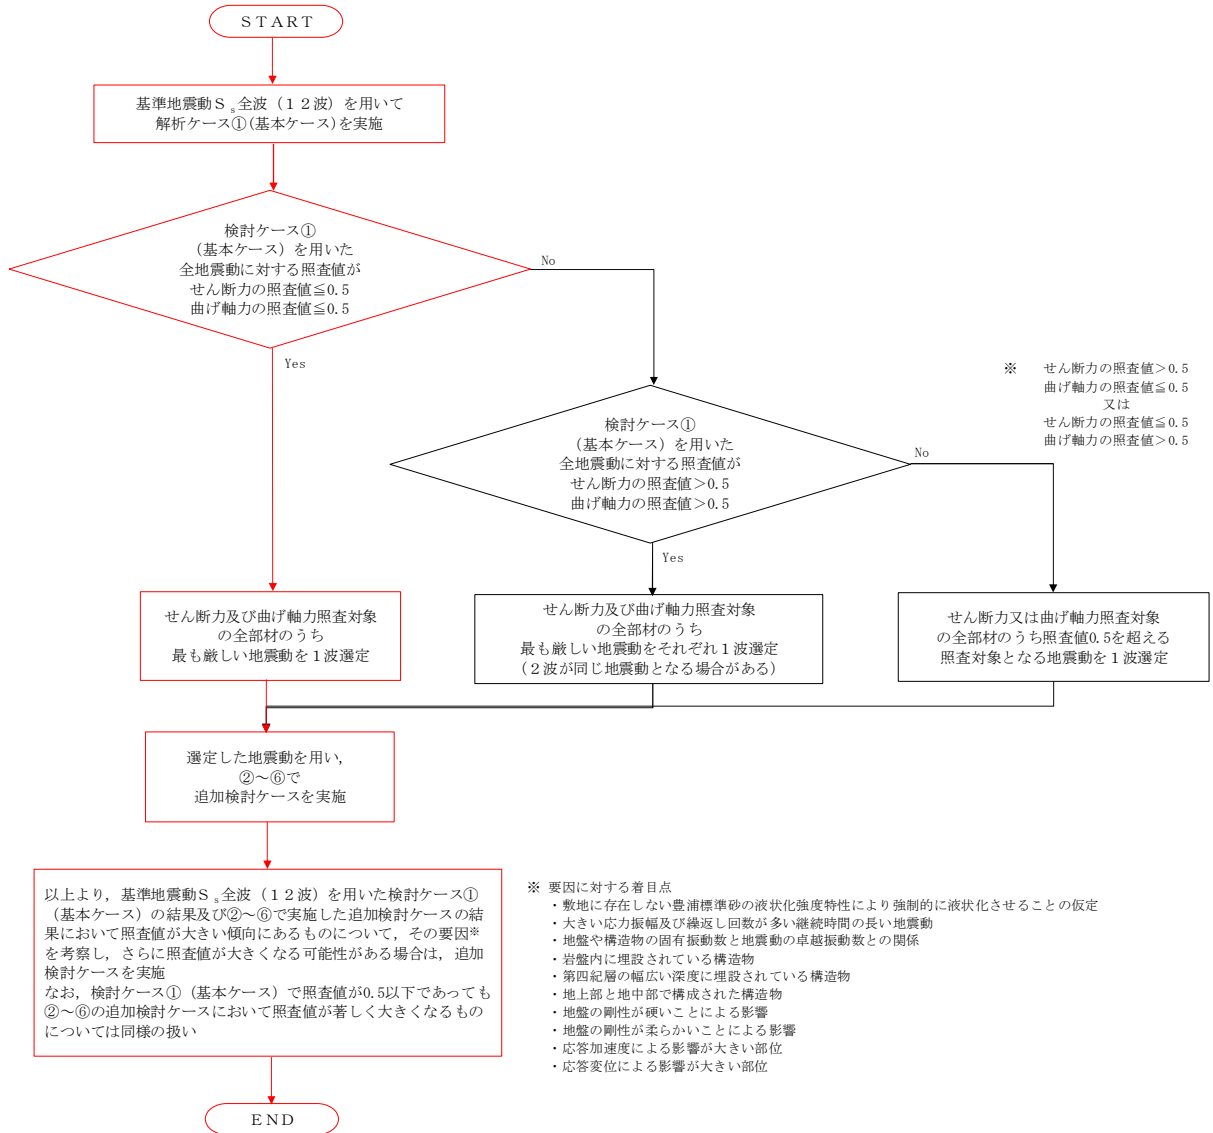 ＳＴＡＲＴ
基準地震動Ｓs全波（１２波）を用いて
解析ケース①(基本ケース)を実施
検討ケース①
（基本ケース）を用いた
全地震動に対する照査値が
せん断力の照査値≦0.5
曲げ軸力の照査値≦0.5
No
Yes
※ せん断力の照査値＞0.5
曲げ軸力の照査値≦0.5
又は
せん断力の照査値≦0.5
曲げ軸力の照査値＞0.5
検討ケース①
（基本ケース）を用いた
全地震動に対する照査値が
せん断力の照査値＞0.5
曲げ軸力の照査値＞0.5
No
Yes
せん断力及び曲げ軸力照査対象
の全部材のうち
最も厳しい地震動を１波選定
せん断力及び曲げ軸力照査対象
の全部材のうち
最も厳しい地震動をそれぞれ１波選定
（２波が同じ地震動となる場合がある）
せん断力又は曲げ軸力照査対象
の全部材のうち照査値0.5を超える
照査対象となる地震動を１波選定
選定した地震動を用い，
②～⑥で
追加検討ケースを実施
以上より，基準地震動Ｓs全波（１２波）を用いた検討ケース①
（基本ケース）の結果及び②～⑥で実施した追加検討ケースの結
果において照査値が大きい傾向にあるものについて，その要因※
を考察し，さらに照査値が大きくなる可能性がある場合は，追加
検討ケースを実施
なお，検討ケース①（基本ケース）で照査値が0.5以下であっても
②～⑥の追加検討ケースにおいて照査値が著しく大きくなるもの
については同様の扱い
※ 要因に対する着目点
・敷地に存在しない豊浦標準砂の液状化強度特性により強制的に液状化させることの仮定
・大きい応力振幅及び繰返し回数が多い継続時間の長い地震動
・地盤や構造物の固有振動数と地震動の卓越振動数との関係
・岩盤内に埋設されている構造物
・第四紀層の幅広い深度に埋設されている構造物
・地上部と地中部で構成された構造物
・地盤の剛性が硬いことによる影響
・地盤の剛性が柔らかいことによる影響
・応答加速度による影響が大きい部位
・応答変位による影響が大きい部位
ＥＮＤ